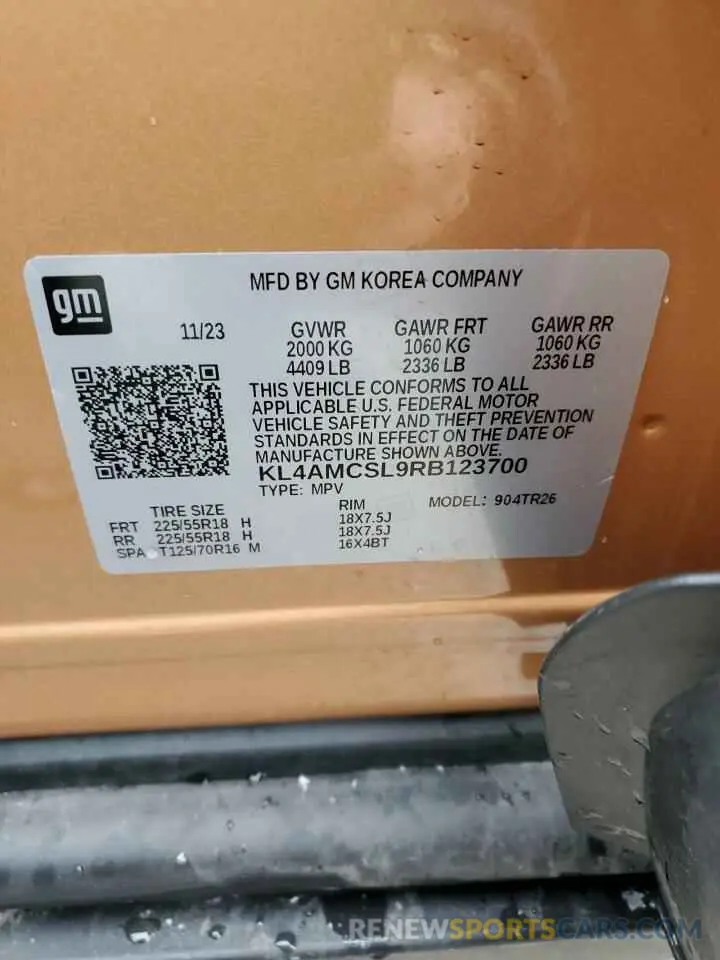 gm
MFD BY GM KOREA COMPANY
11/23 GVWR GAWR FRT GAWR RR
2000 KG 1060 KG 1060 KG
4409 LB 2336 LB 2336 LB
THIS VEHICLE CONFORMS TO ALL
APPLICABLE U.S. FEDERAL MOTOR
VEHICLE SAFETY AND THEFT PREVENTION
STANDARDS IN EFFECT ON THE DATE OF
MANUFACTURE SHOWN ABOVE.
KL4AMCSL9RB123700
TYPE: MPV MODEL: 904TR26
TIRE SIZE RIM
FRT 225/55R18 H 18X7.5J
RR 225/55R18 H 18X7.5J
SPA T125/70R16 M 16X4BT
RENEWSPORTSCARS.COM